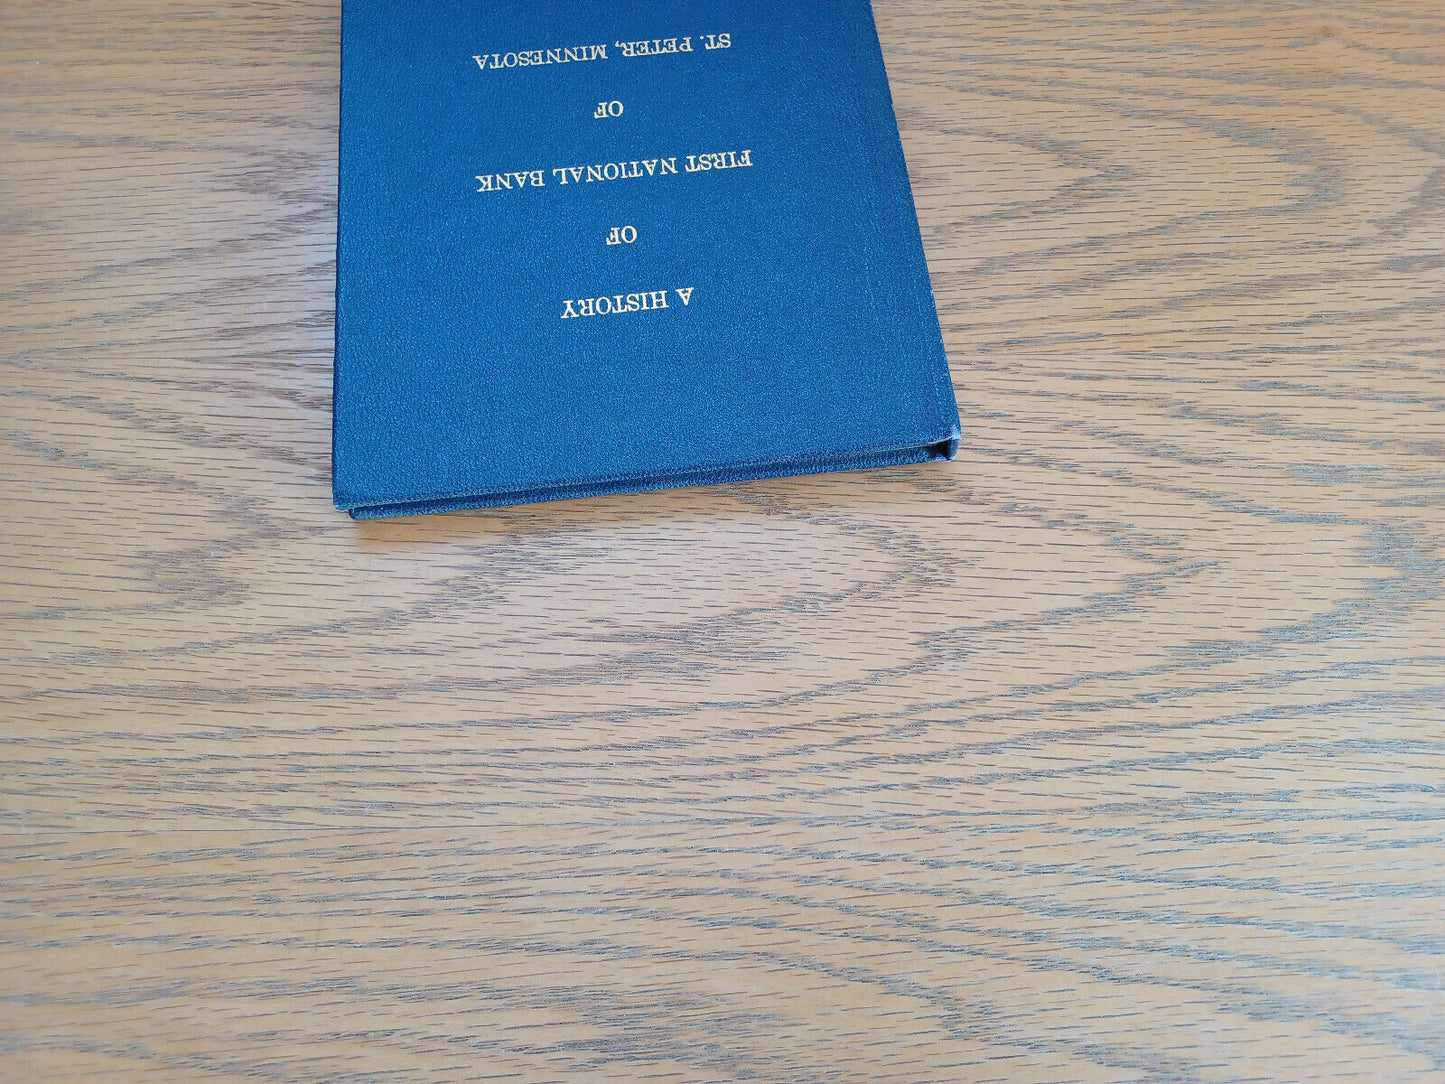 A HISTORY
OF
FIRST NATIONAL BANK
OF
ST. PETER, MINNESOTA